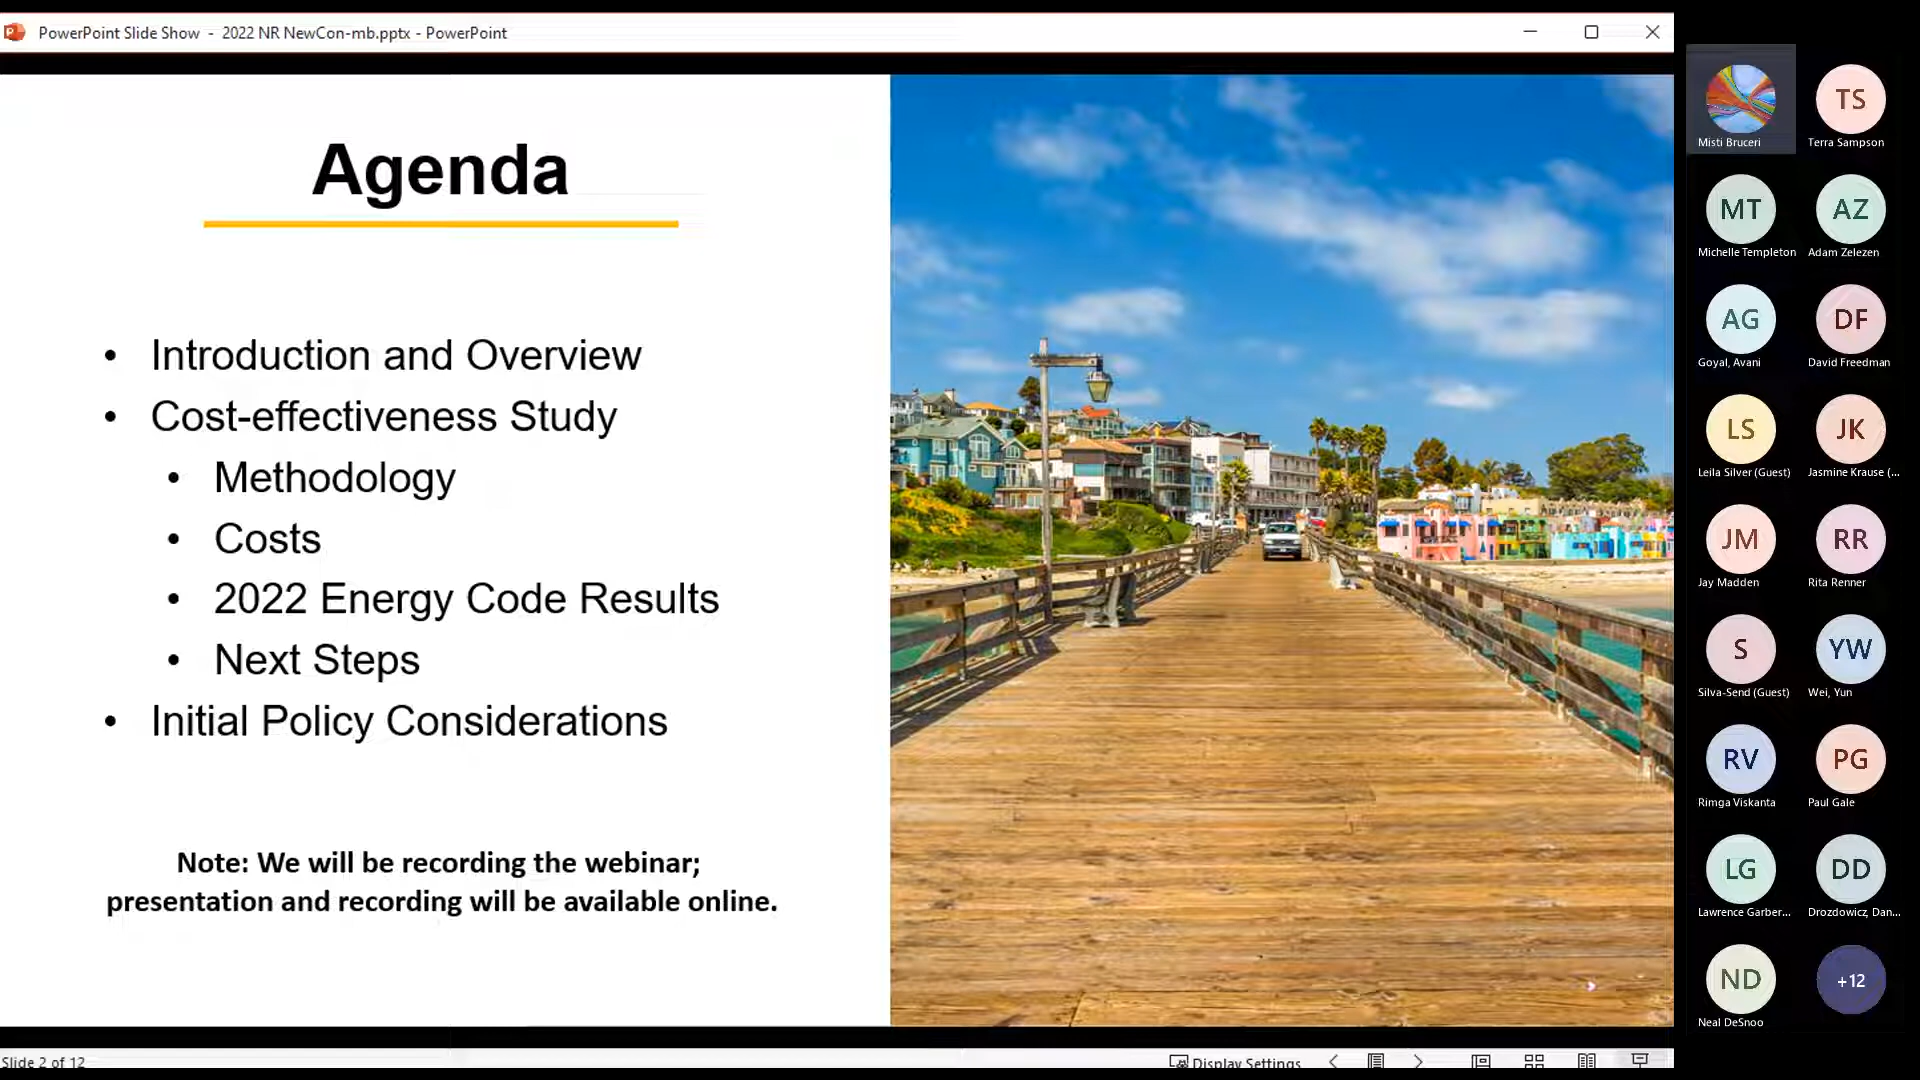 PowerPoint Slide Show - 2022 NR NewCon-mb.pptx - PowerPoint
Agenda
• Introduction and Overview
• Cost-effectiveness Study
• Methodology
• Costs
• 2022 Energy Code Results
• Next Steps
• Initial Policy Considerations
Note: We will be recording the webinar;
presentation and recording will be available online.
Slide 2 of 12
Display Settings
Misti Bruceri
TS
Terra Sampson
MT
Michelle Templeton
AZ
Adam Zelezen
AG
Goyal, Avani
DF
David Freedman
LS
Leila Silver (Guest)
JK
Jasmine Krause (...
JM
Jay Madden
RR
Rita Renner
S
Silva-Send (Guest)
YW
Wei, Yun
RV
Rimga Viskanta
PG
Paul Gale
LG
Lawrence Garber...
DD
Drozdowicz, Dan...
ND
Neal DeSnoo
+12